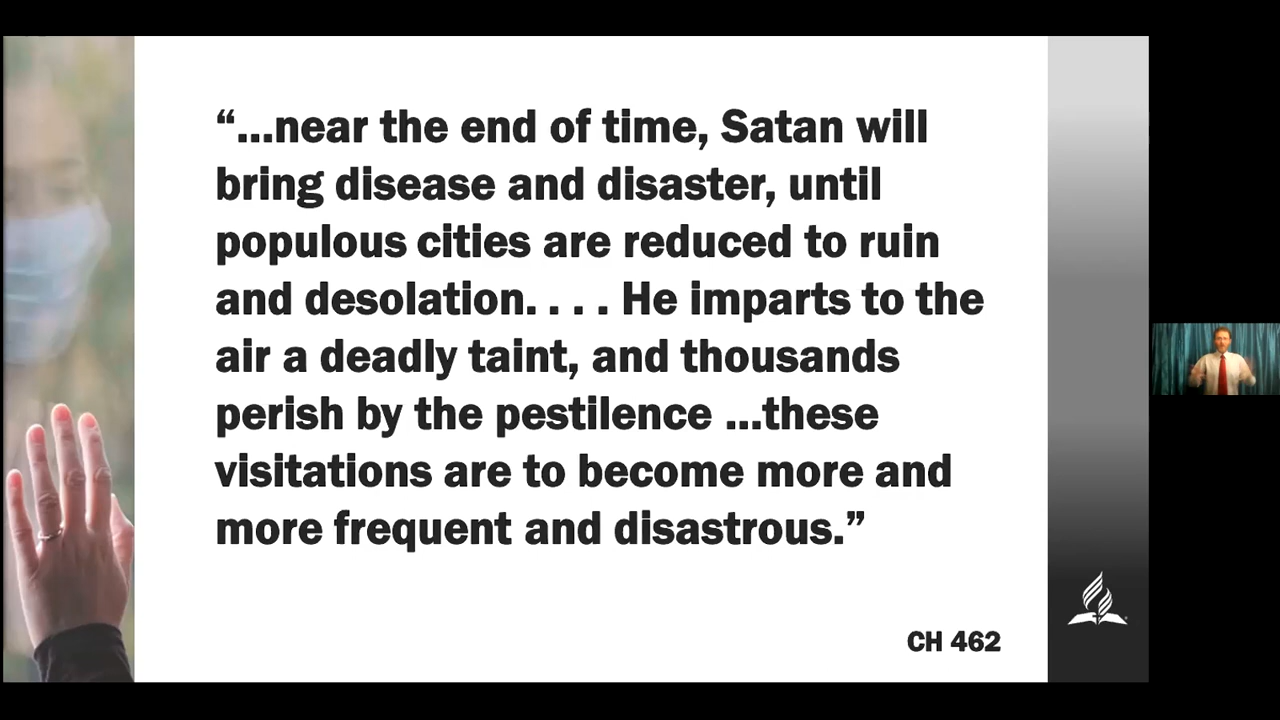 “...near the end of time, Satan will
bring disease and disaster, until
populous cities are reduced to ruin
and desolation. . . . He imparts to the
air a deadly taint, and thousands
perish by the pestilence ...these
visitations are to become more and
more frequent and disastrous.”
CH 462